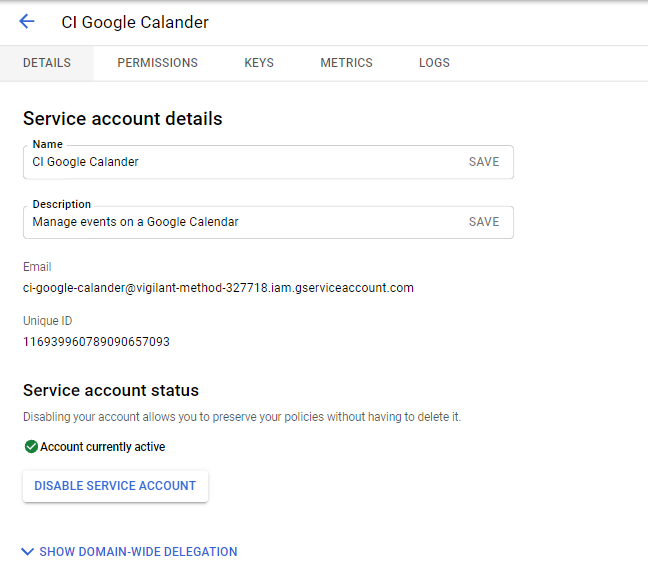 CI Google Calander
DETAILS PERMISSIONS KEYS METRICS LOGS
Service account details
Name
CI Google Calander SAVE
Description
Manage events on a Google Calendar SAVE
Email
ci-google-calander@vigilant-method-327718.iam.gserviceaccount.com
Unique ID
116939960789090657093
Service account status
Disabling your account allows you to preserve your policies without having to delete it.
Account currently active
DISABLE SERVICE ACCOUNT
SHOW DOMAIN-WIDE DELEGATION